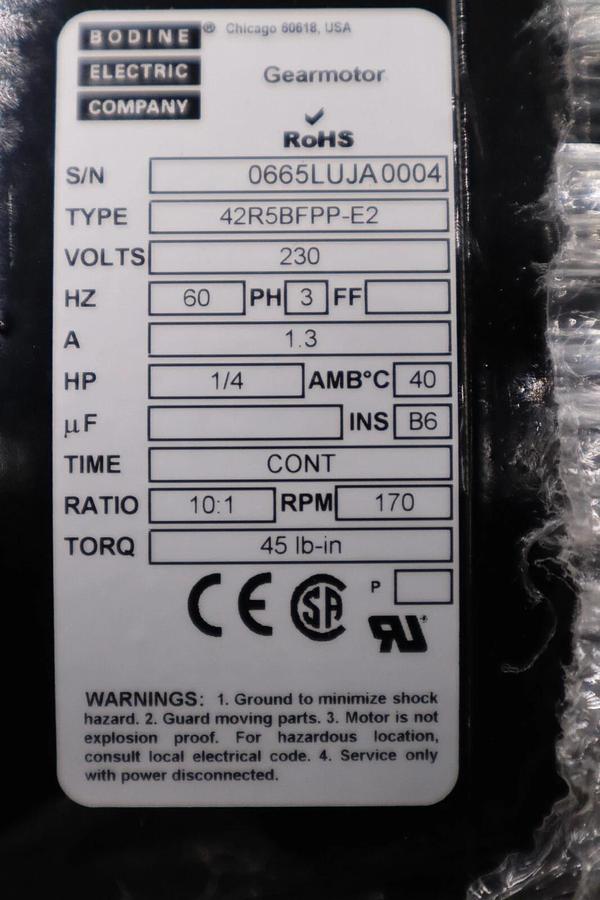 BODINE ® Chicago 60618, USA
ELECTRIC
COMPANY
Gearmotor
RoHS
S/N 0665LUJA0004
TYPE 42R5BFPP-E2
VOLTS 230
HZ 60 PH 3 FF
A 1.3
HP 1/4 AMB°C 40
µF INS B6
TIME CONT
RATIO 10:1 RPM 170
TORQ 45 lb-in
CE SA P
RU
WARNINGS: 1. Ground to minimize shock
hazard. 2. Guard moving parts. 3. Motor is not
explosion proof. For hazardous location,
consult local electrical code. 4. Service only
with power disconnected.